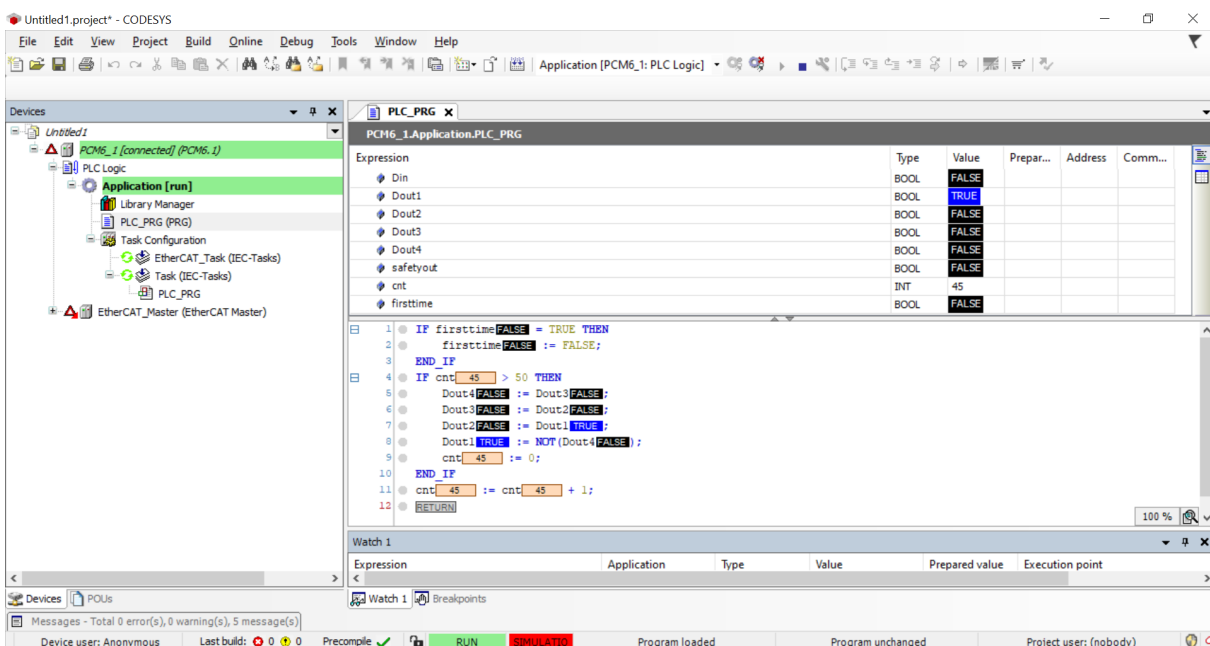 Untitled1.project* - CODESYS
File Edit View Project Build Online Debug Tools Window Help
Application [PCM6_1: PLC Logic]
Devices
Untitled1
PCM6_1 [connected] (PCM6.1)
PLC Logic
Application [run]
Library Manager
PLC_PRG (PRG)
Task Configuration
EtherCAT_Task (IEC-Tasks)
Task (IEC-Tasks)
PLC_PRG
EtherCAT_Master (EtherCAT Master)
Devices POUs
PLC_PRG
PCM6_1.Application.PLC_PRG
Expression Type Value Prepar... Address Comm...
Din BOOL FALSE
Dout1 BOOL TRUE
Dout2 BOOL FALSE
Dout3 BOOL FALSE
Dout4 BOOL FALSE
safetyout BOOL FALSE
cnt INT 45
firsttime BOOL FALSE
1 IF firsttime FALSE = TRUE THEN
2 firsttime FALSE := FALSE;
3 END_IF
4 IF cnt 45 > 50 THEN
5 Dout4 FALSE := Dout3 FALSE ;
6 Dout3 FALSE := Dout2 FALSE ;
7 Dout2 FALSE := Dout1 TRUE ;
8 Dout1 TRUE := NOT(Dout4 FALSE );
9 cnt 45 := 0;
10 END_IF
11 cnt 45 := cnt 45 + 1;
12 RETURN
100 %
Watch 1
Expression Application Type Value Prepared value Execution point
Watch 1 Breakpoints
Messages - Total 0 error(s), 0 warning(s), 5 message(s)
Device user: Anonymous Last build: 0 0 Precompile RUN SIMULATIO Program loaded Program unchanged Project user: (nobody)